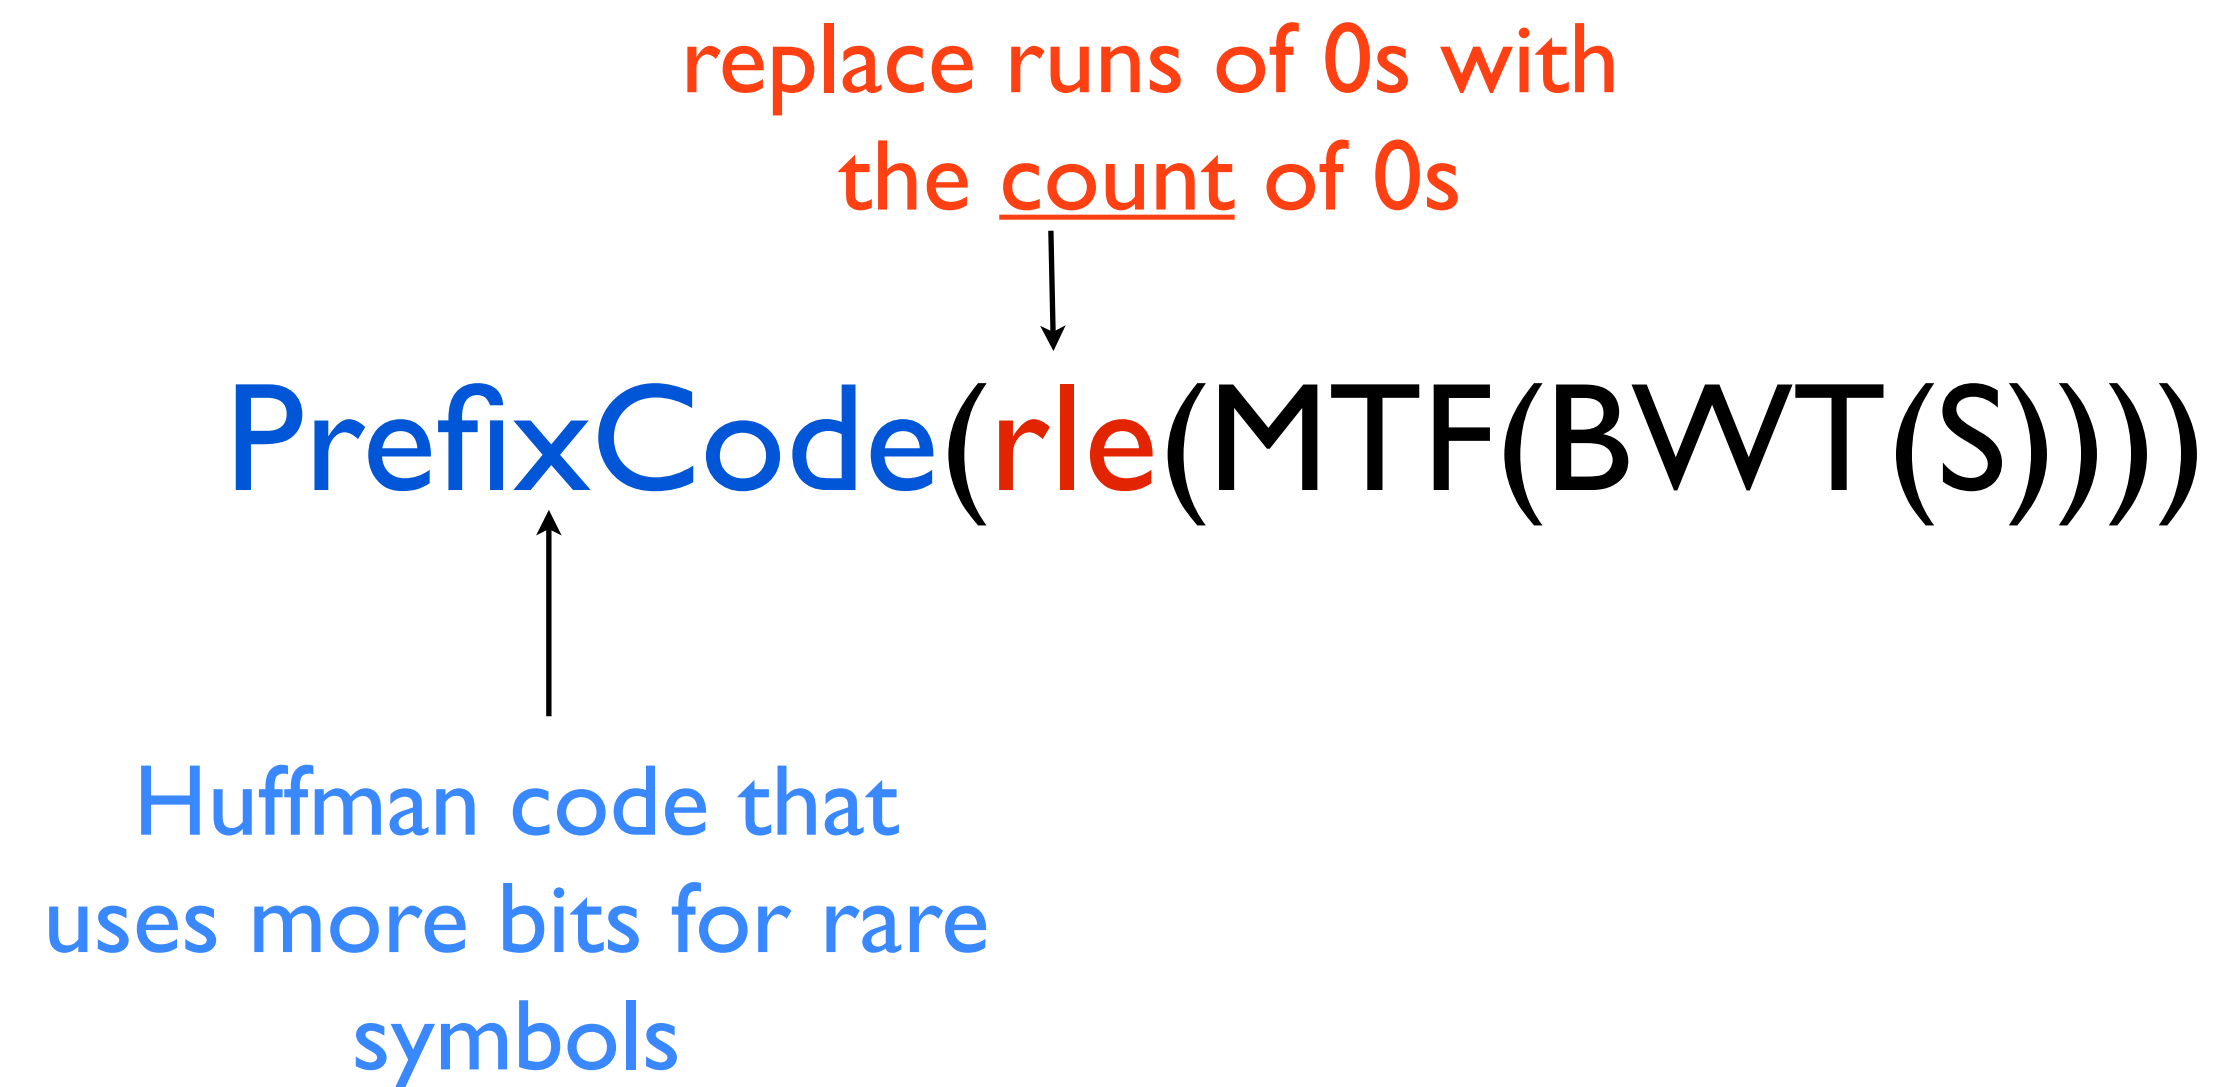 replace runs of 0s with
the count of 0s
PrefixCode(rle(MTF(BWT(S))))
Huffman code that
uses more bits for rare
symbols